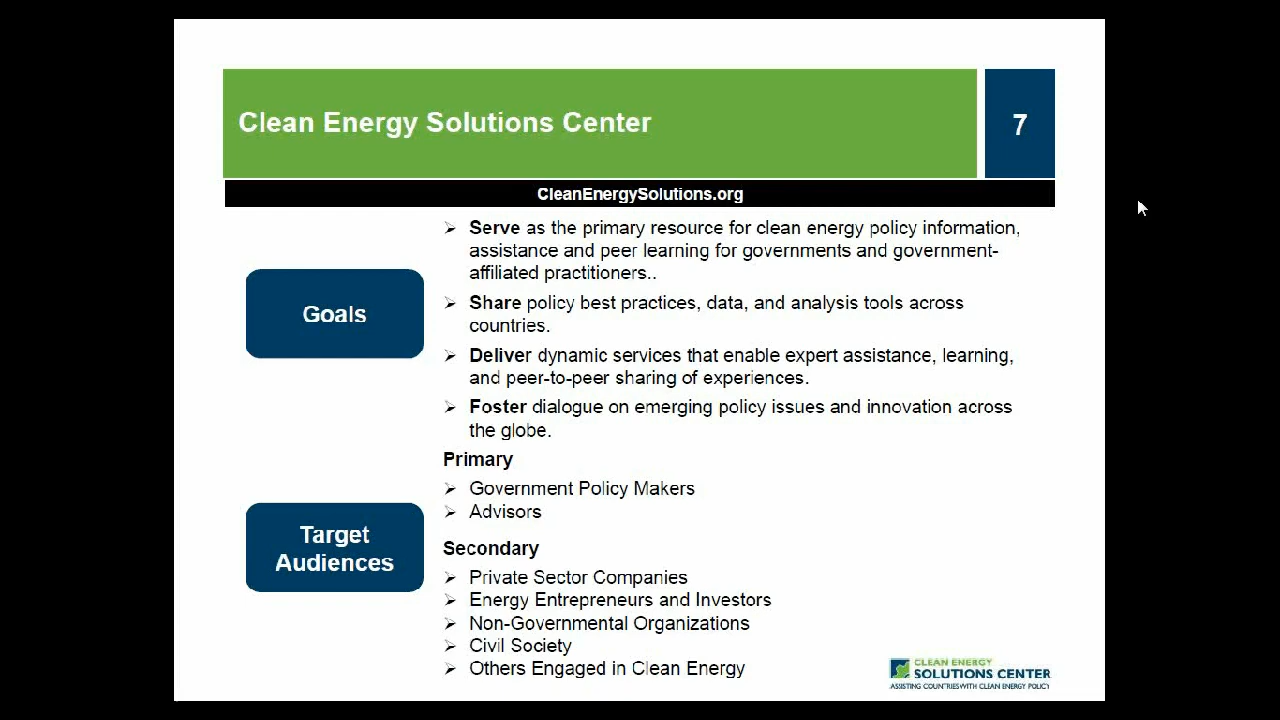 Clean Energy Solutions Center
7
CleanEnergySolutions.org
Goals
➢ Serve as the primary resource for clean energy policy information,
assistance and peer learning for governments and government-
affiliated practitioners..
➢ Share policy best practices, data, and analysis tools across
countries.
➢ Deliver dynamic services that enable expert assistance, learning,
and peer-to-peer sharing of experiences.
➢ Foster dialogue on emerging policy issues and innovation across
the globe.
Target
Audiences
Primary
➢ Government Policy Makers
➢ Advisors
Secondary
➢ Private Sector Companies
➢ Energy Entrepreneurs and Investors
➢ Non-Governmental Organizations
➢ Civil Society
➢ Others Engaged in Clean Energy
CLEAN ENERGY
SOLUTIONS CENTER
ASSISTING COUNTRIES WITH CLEAN ENERGY POLICY